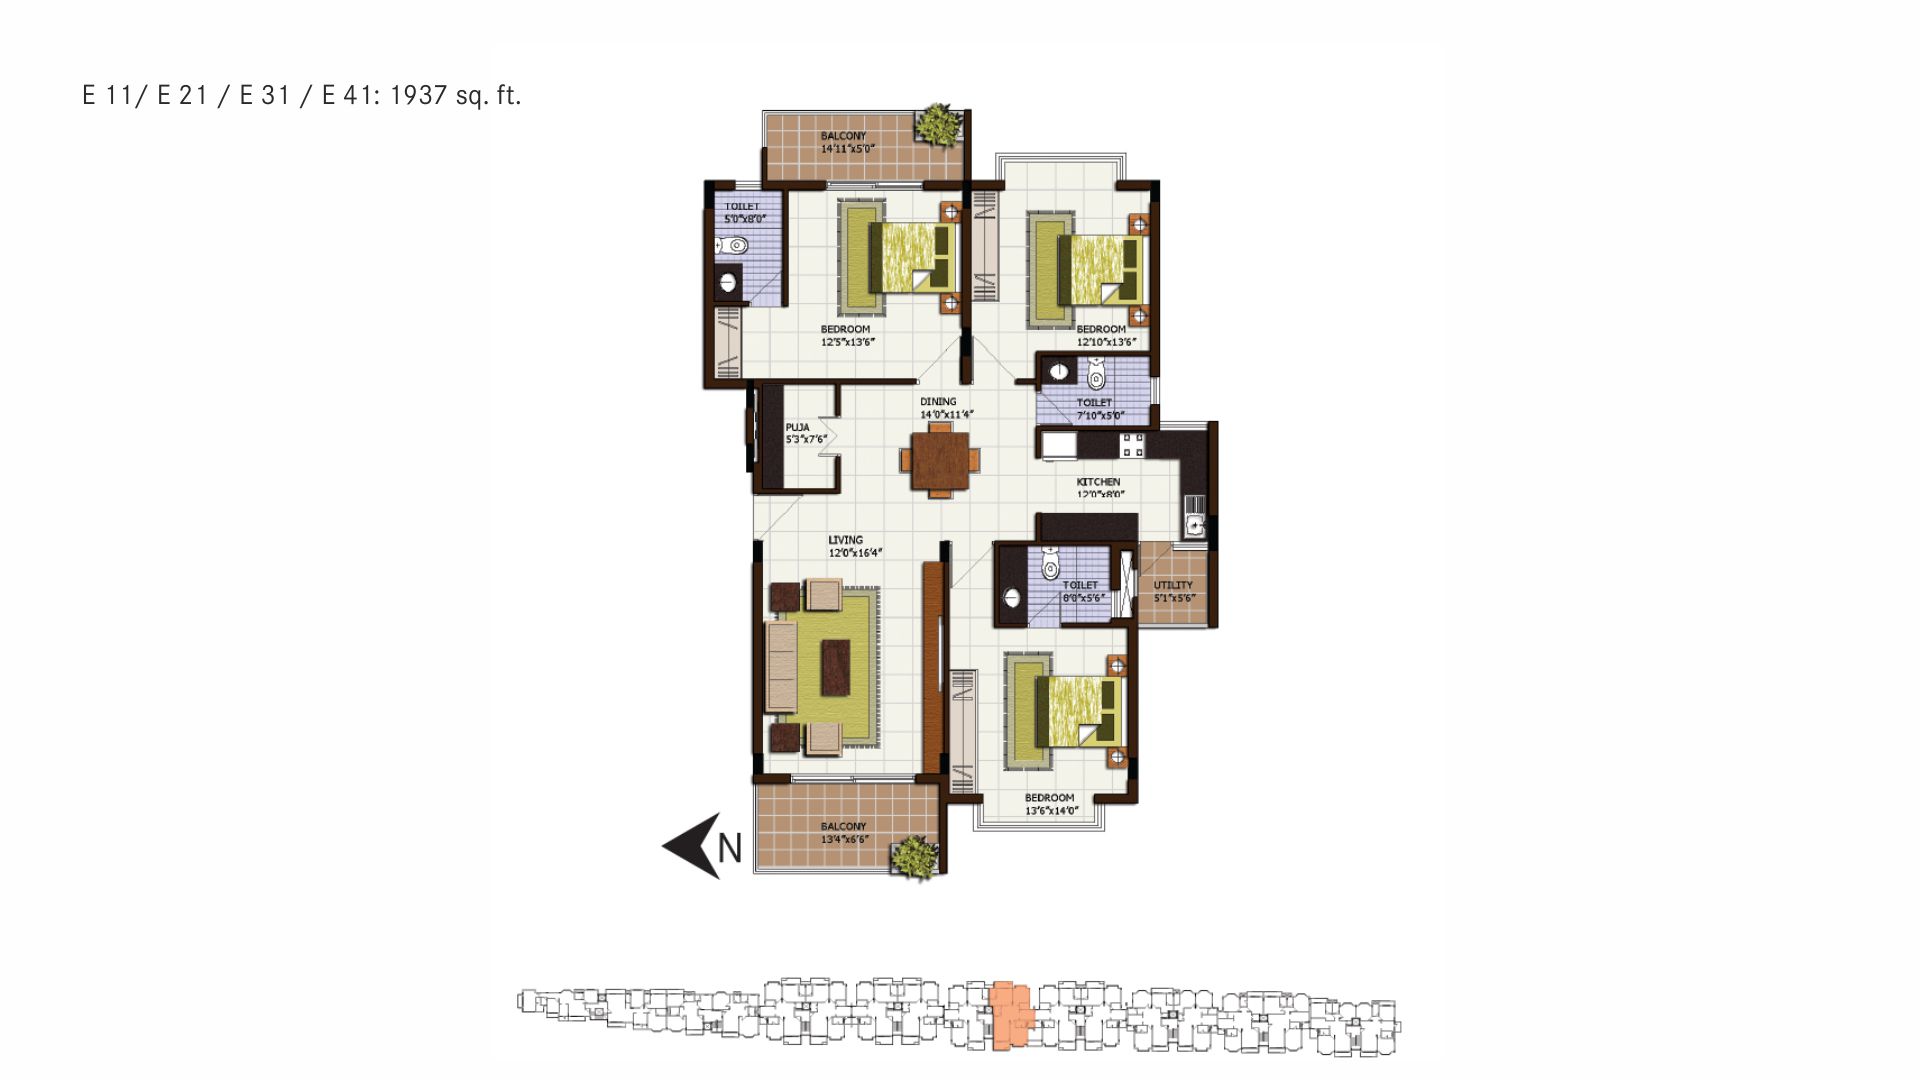 E 11/ E 21 / E 31 / E 41: 1937 sq. ft.
BALCONY
14'11"x5'0"
TOILET
5'0"x8'0"
BEDROOM
12'5"x13'6"
BEDROOM
12'10"x13'6"
DINING
14'0"x11'4"
TOILET
7'10"x5'0"
PUJA
5'3"x7'6"
KITCHEN
12'0"x8'0"
LIVING
12'0"x16'4"
TOILET
8'0"x5'6"
UTILITY
5'1"x5'6"
BEDROOM
13'6"x14'0"
BALCONY
13'4"x6'6"
N